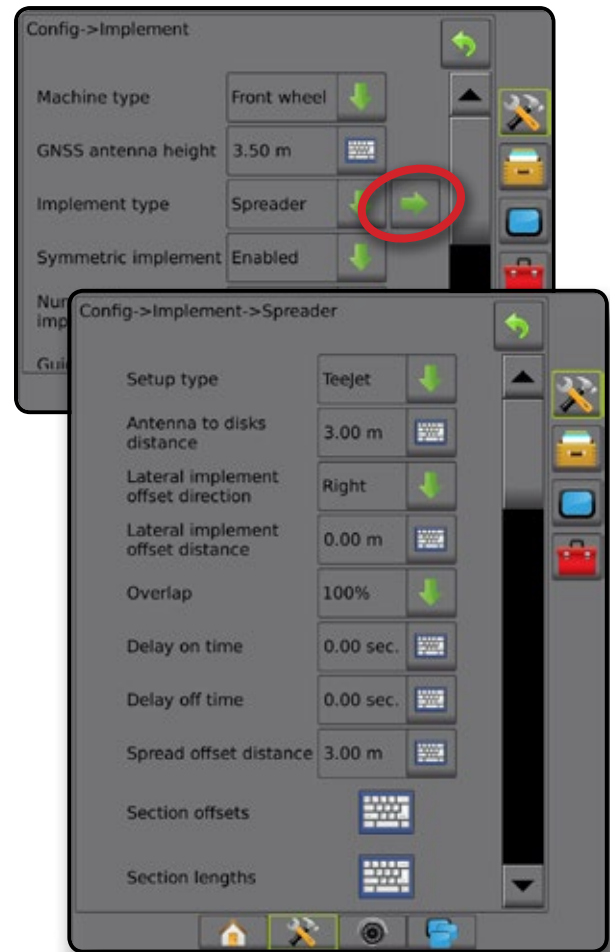 Config->Implement
Machine type Front wheel
GNSS antenna height 3.50 m
Implement type Spreader
Symmetric implement Enabled
Config->Implement->Spreader
Setup type TeeJet
Antenna to disks
distance 3.00 m
Lateral implement
offset direction Right
Lateral implement
offset distance 0.00 m
Overlap 100%
Delay on time 0.00 sec.
Delay off time 0.00 sec.
Spread offset distance 3.00 m
Section offsets
Section lengths